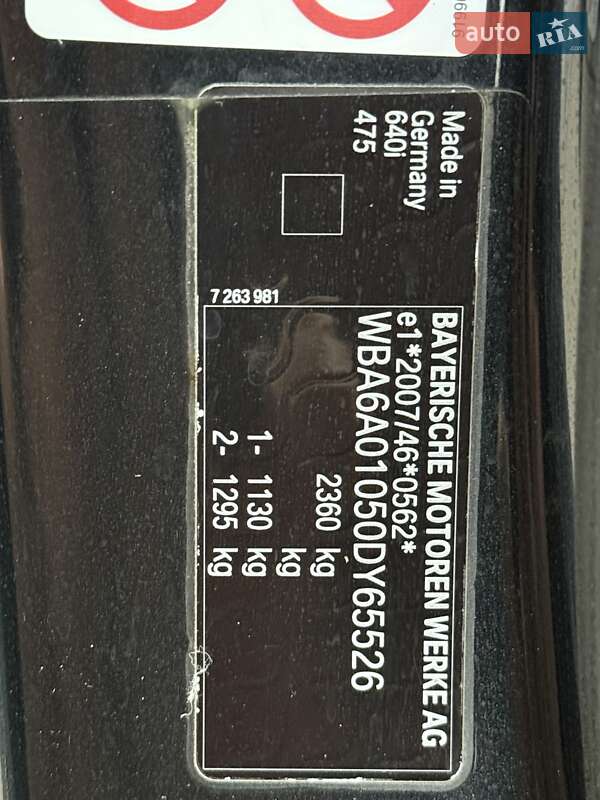 auto RIA.com
Made in
Germany
640i
475
7 263 981
BAYERISCHE MOTOREN WERKE AG
e1*2007/46*0562*
WBA6A01050DY65526
2360 kg
kg
1- 1130 kg
2- 1295 kg